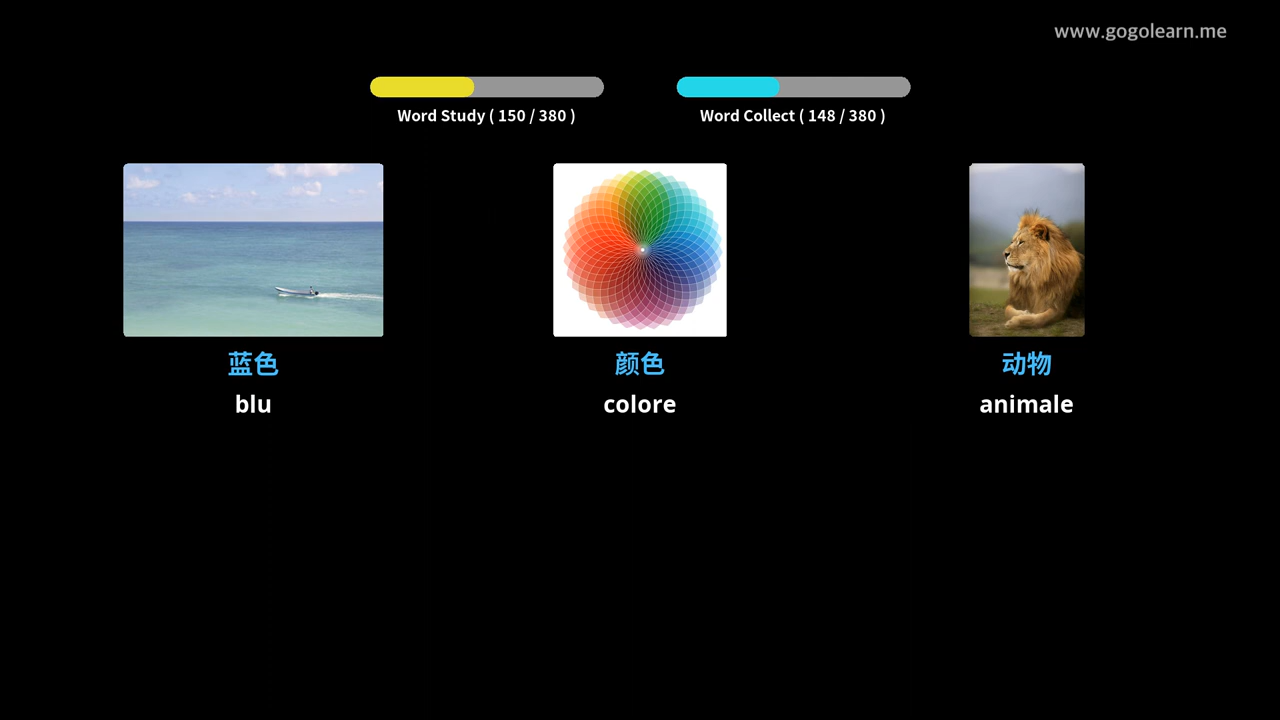 www.gogolearn.me
Word Study ( 150 / 380 )
Word Collect ( 148 / 380 )
蓝色
颜色
动物
blu
colore
animale